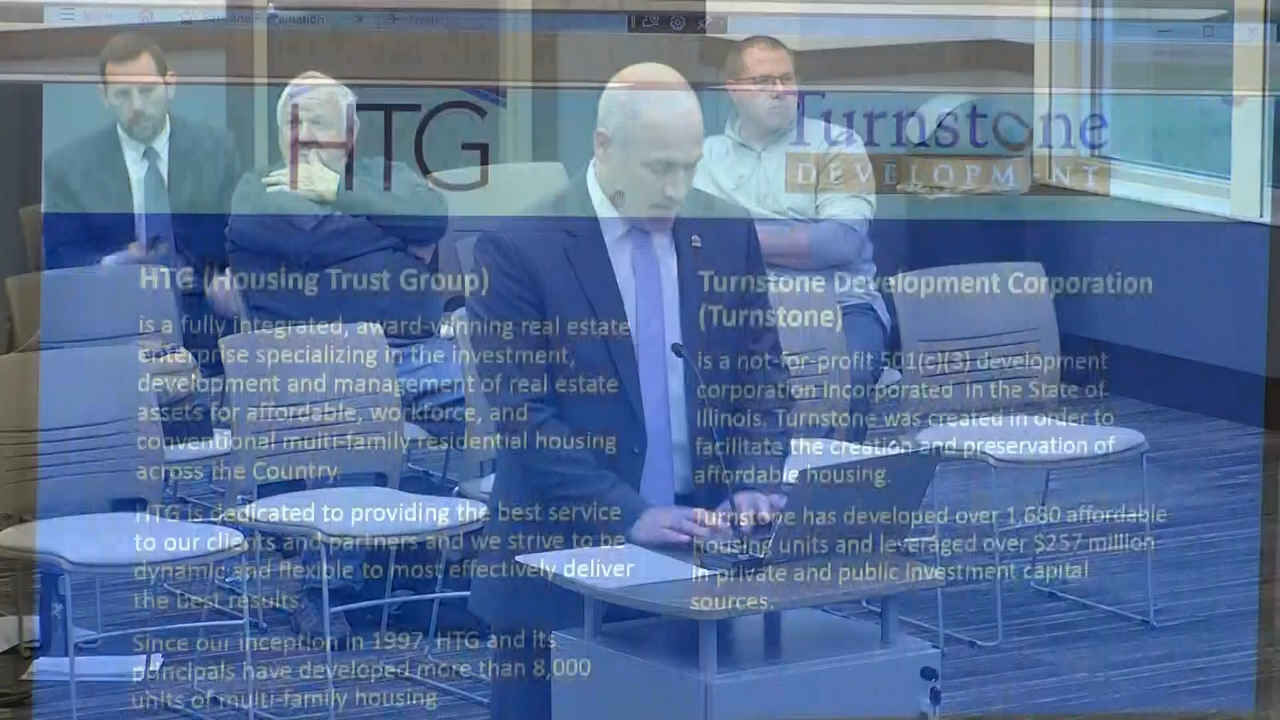 HTG
Turnstone
DEVELOPMENT
HTG (Housing Trust Group)
is a fully integrated, award-winning real estate
enterprise specializing in the investment,
development and management of real estate
assets for affordable, workforce, and
conventional multi-family residential housing
across the Country.
HTG is dedicated to providing the best service
to our clients and partners and we strive to be
dynamic and flexible to most effectively deliver
the best results.
Since our inception in 1997, HTG and its
principals have developed more than 8,000
units of multi-family housing
Turnstone Development Corporation
(Turnstone)
is a not-for-profit 501(c)(3) development
corporation incorporated in the State of
Illinois. Turnstone was created in order to
facilitate the creation and preservation of
affordable housing.
Turnstone has developed over 1,680 affordable
housing units and leveraged over $257 million
in private and public investment capital
sources.